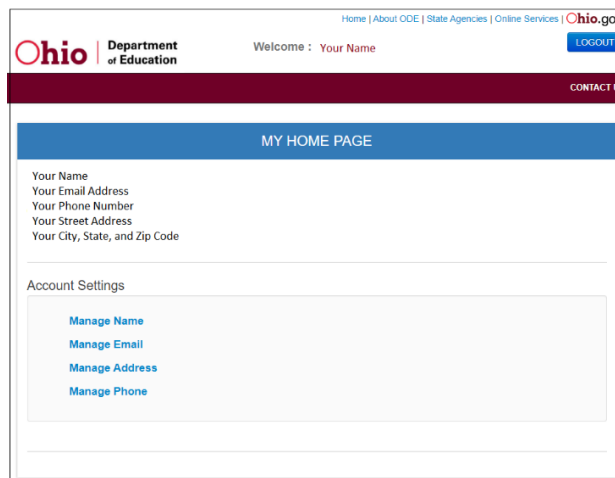 Home | About ODE | State Agencies | Online Services | Ohio.go
Ohio Department of Education
Welcome : Your Name
LOGOUT
CONTACT U
MY HOME PAGE
Your Name
Your Email Address
Your Phone Number
Your Street Address
Your City, State, and Zip Code
Account Settings
Manage Name
Manage Email
Manage Address
Manage Phone